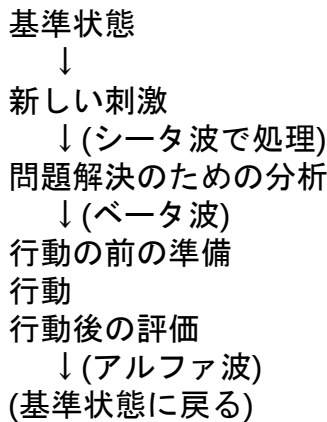 基準状態
↓
新しい刺激
↓(シータ波で処理)
問題解決のための分析
↓(ベータ波)
行動の前の準備
行動
行動後の評価
↓(アルファ波)
(基準状態に戻る)